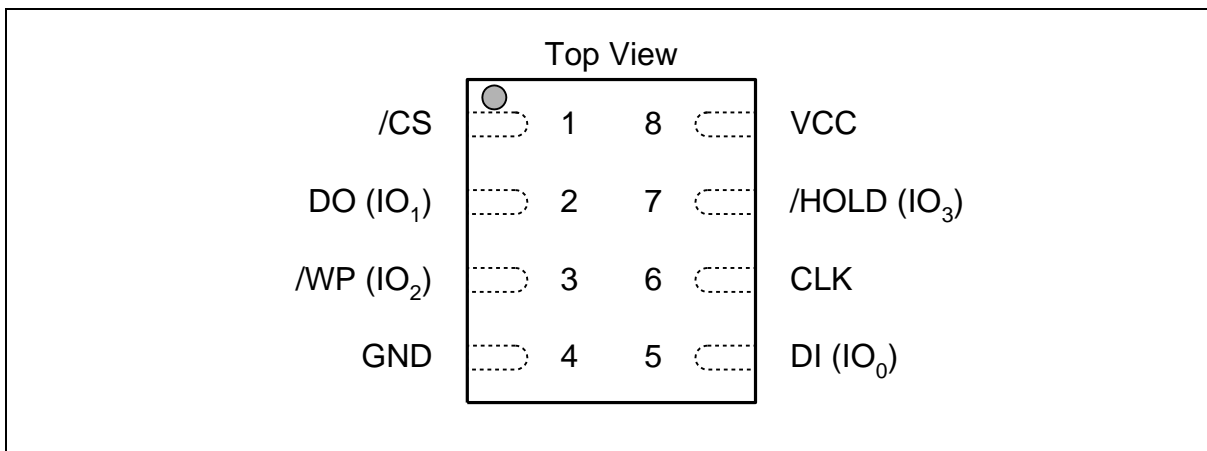 Top View
/CS 1 8 VCC
DO (IO₁) 2 7 /HOLD (IO₃)
/WP (IO₂) 3 6 CLK
GND 4 5 DI (IO₀)